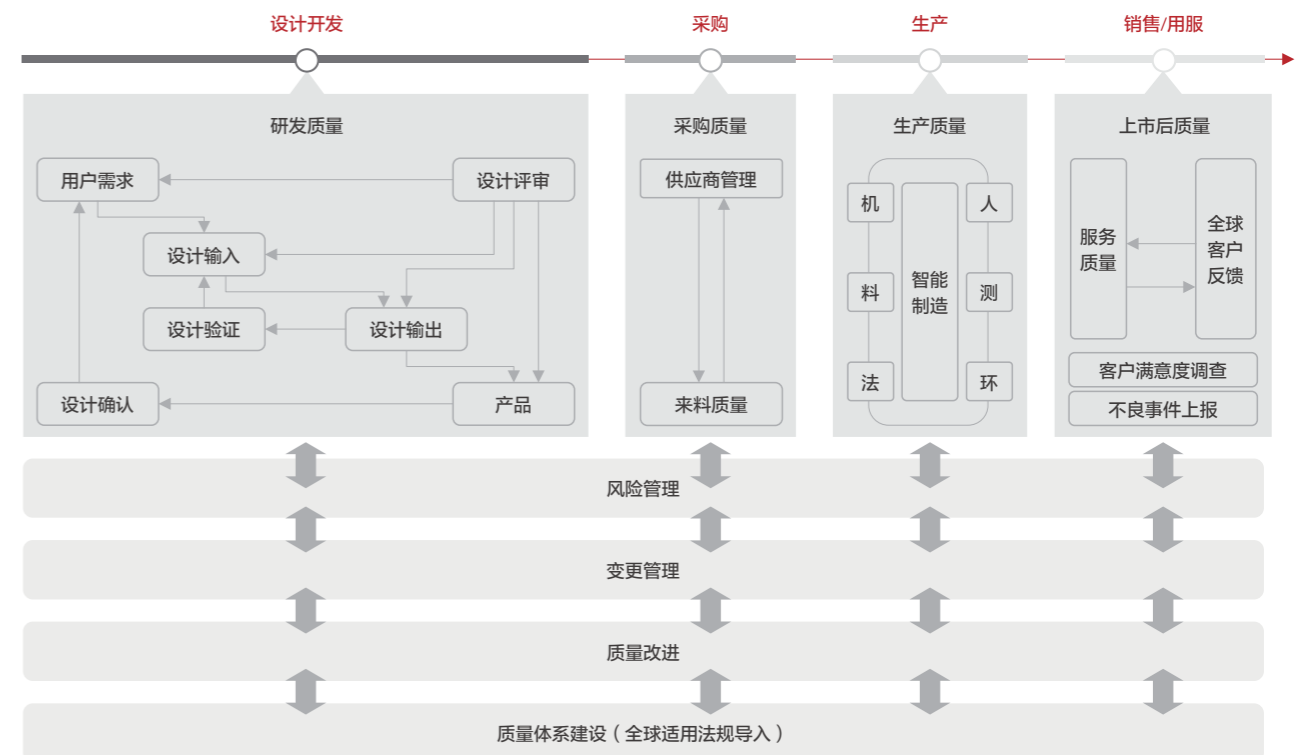 设计开发
采购
生产
销售/用服
研发质量
用户需求
设计评审
设计输入
设计验证
设计输出
设计确认
产品
采购质量
供应商管理
来料质量
生产质量
机
料
法
智能
制造
人
测
环
上市后质量
服务
质量
全球
客户
反馈
客户满意度调查
不良事件上报
风险管理
变更管理
质量改进
质量体系建设（全球适用法规导入）